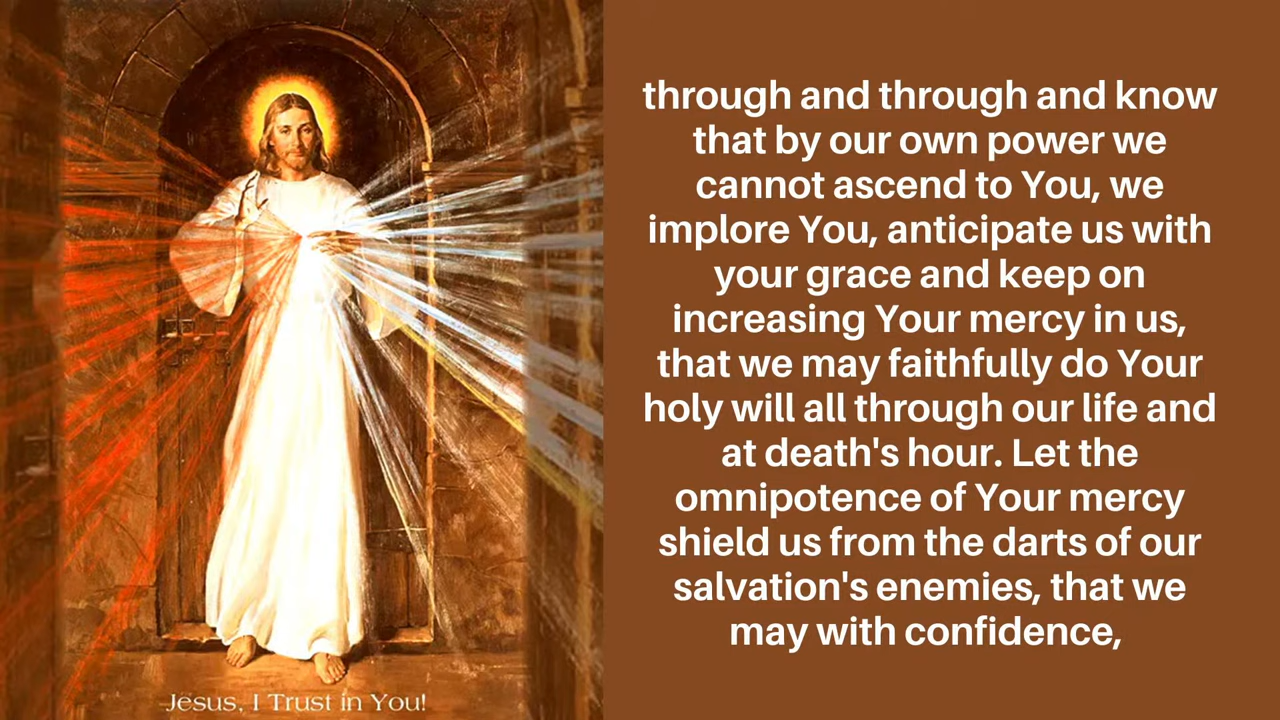 through and through and know
that by our own power we
cannot ascend to You, we
implore You, anticipate us with
your grace and keep on
increasing Your mercy in us,
that we may faithfully do Your
holy will all through our life and
at death's hour. Let the
omnipotence of Your mercy
shield us from the darts of our
salvation's enemies, that we
may with confidence,
Jesus, I Trust in You!